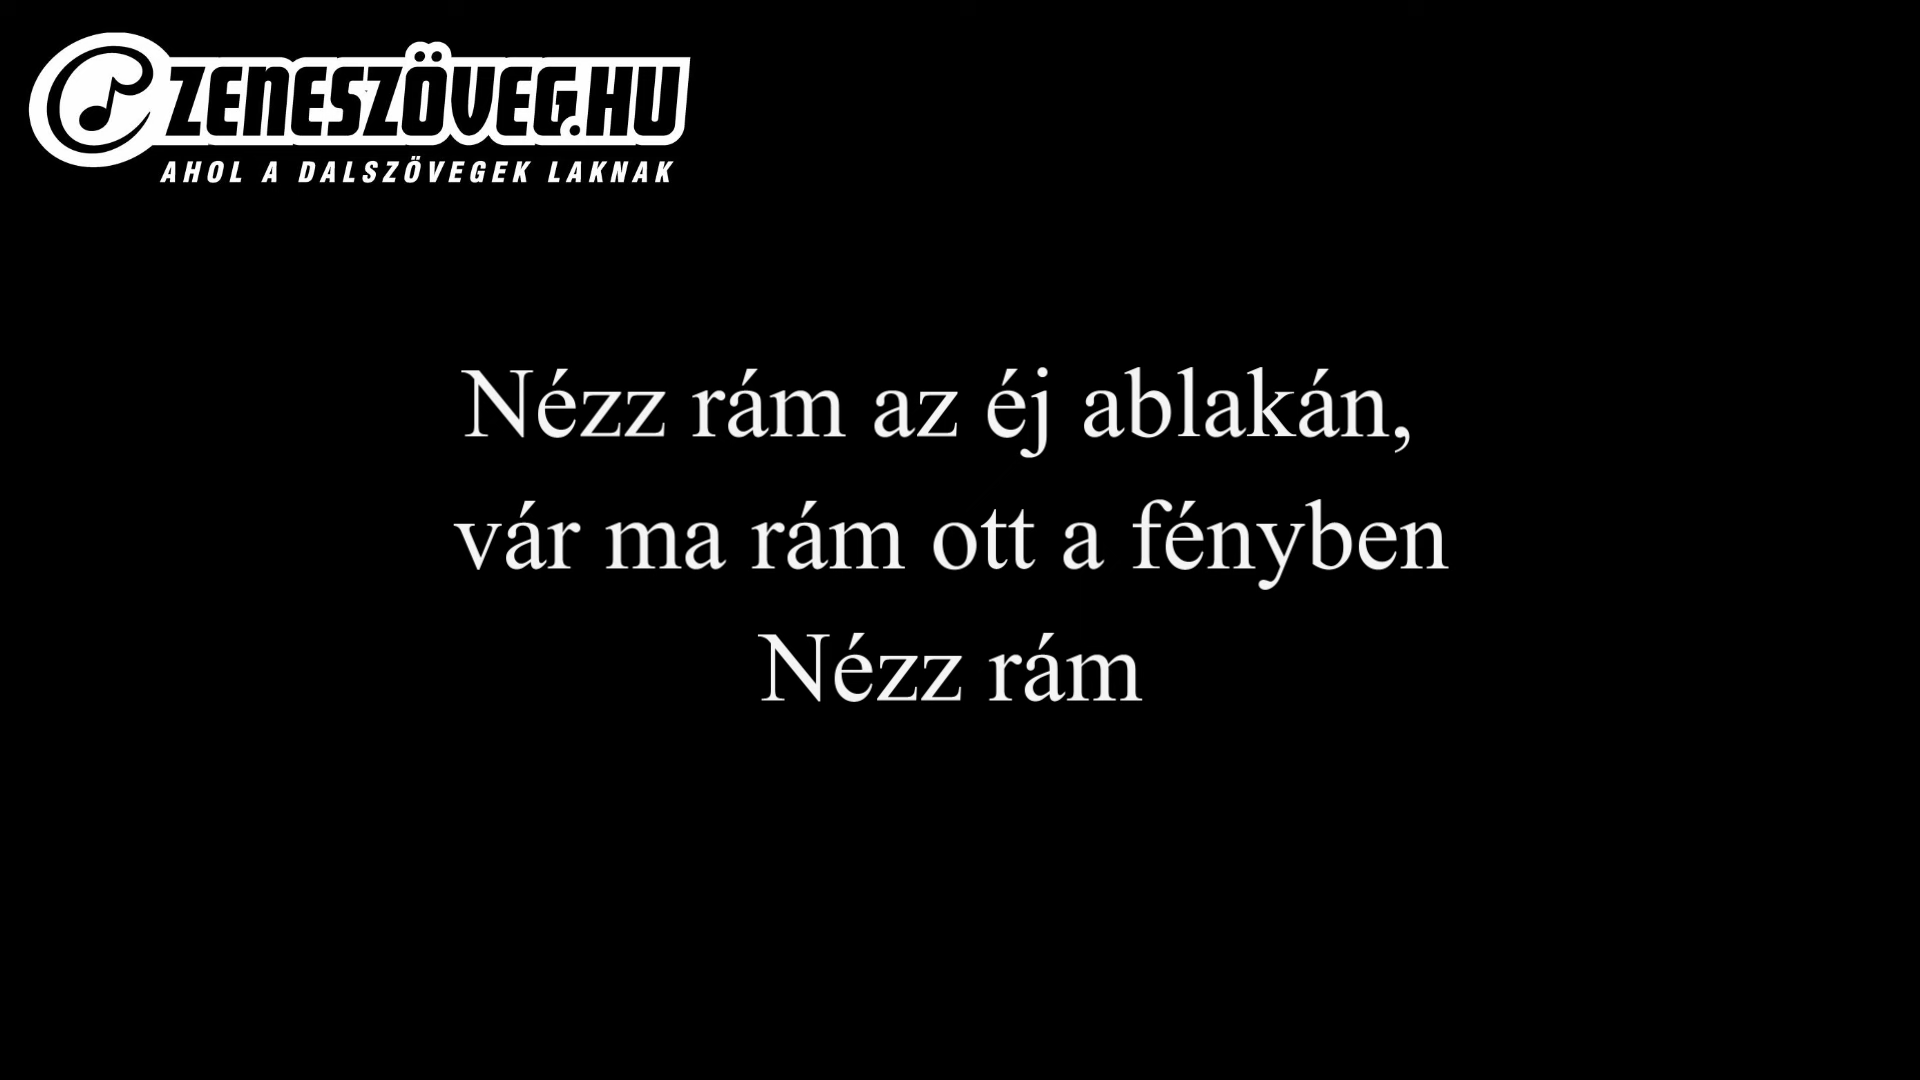 ZENESZÖVEG.HU
AHOL A DALSZÖVEGEK LAKNAK
Nézz rám az éj ablakán,
vár ma rám ott a fényben
Nézz rám